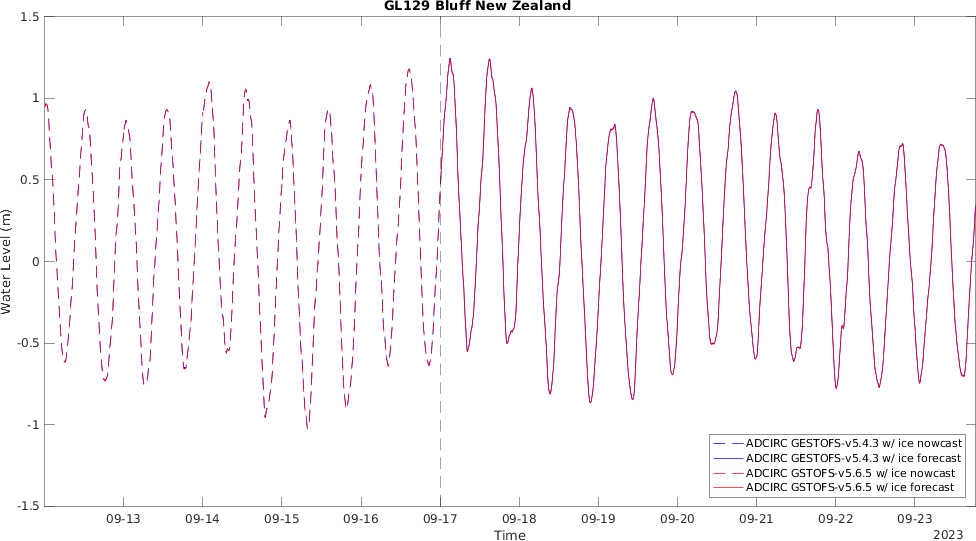 GL129 Bluff New Zealand
1.5
1
0.5
0
-0.5
-1
-1.5
Water Level (m)
09-13 09-14 09-15 09-16 09-17 09-18 09-19 09-20 09-21 09-22 09-23
Time
2023
ADCIRC GESTOFS-v5.4.3 w/ ice nowcast
ADCIRC GESTOFS-v5.4.3 w/ ice forecast
ADCIRC GSTOFS-v5.6.5 w/ ice nowcast
ADCIRC GSTOFS-v5.6.5 w/ ice forecast